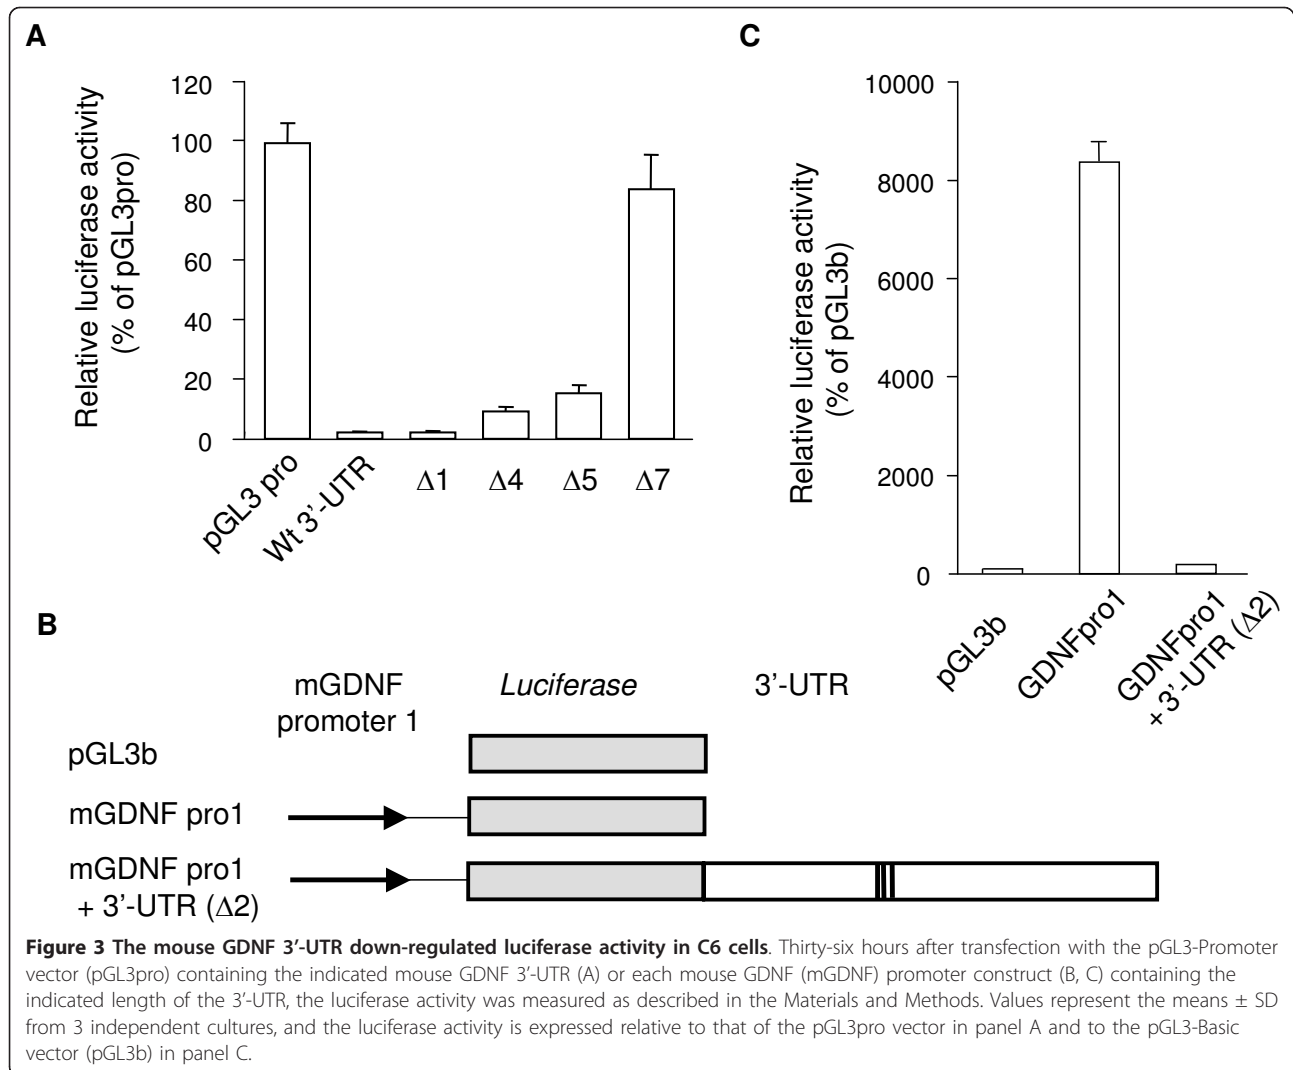 A
Relative luciferase activity
(% of pGL3pro)
120
100
80
60
40
20
0
pGL3 pro
Wt 3’-UTR
Δ1
Δ4
Δ5
Δ7
C
Relative luciferase activity
(% of pGL3b)
10000
8000
6000
4000
2000
0
pGL3b
GDNFpro1
GDNFpro1
+3’-UTR (Δ2)
B
mGDNF
promoter 1
Luciferase
3’-UTR
pGL3b
mGDNF pro1
mGDNF pro1
+ 3’-UTR (Δ2)
Figure 3 The mouse GDNF 3’-UTR down-regulated luciferase activity in C6 cells. Thirty-six hours after transfection with the pGL3-Promoter
vector (pGL3pro) containing the indicated mouse GDNF 3’-UTR (A) or each mouse GDNF (mGDNF) promoter construct (B, C) containing the
indicated length of the 3’-UTR, the luciferase activity was measured as described in the Materials and Methods. Values represent the means ± SD
from 3 independent cultures, and the luciferase activity is expressed relative to that of the pGL3pro vector in panel A and to the pGL3-Basic
vector (pGL3b) in panel C.